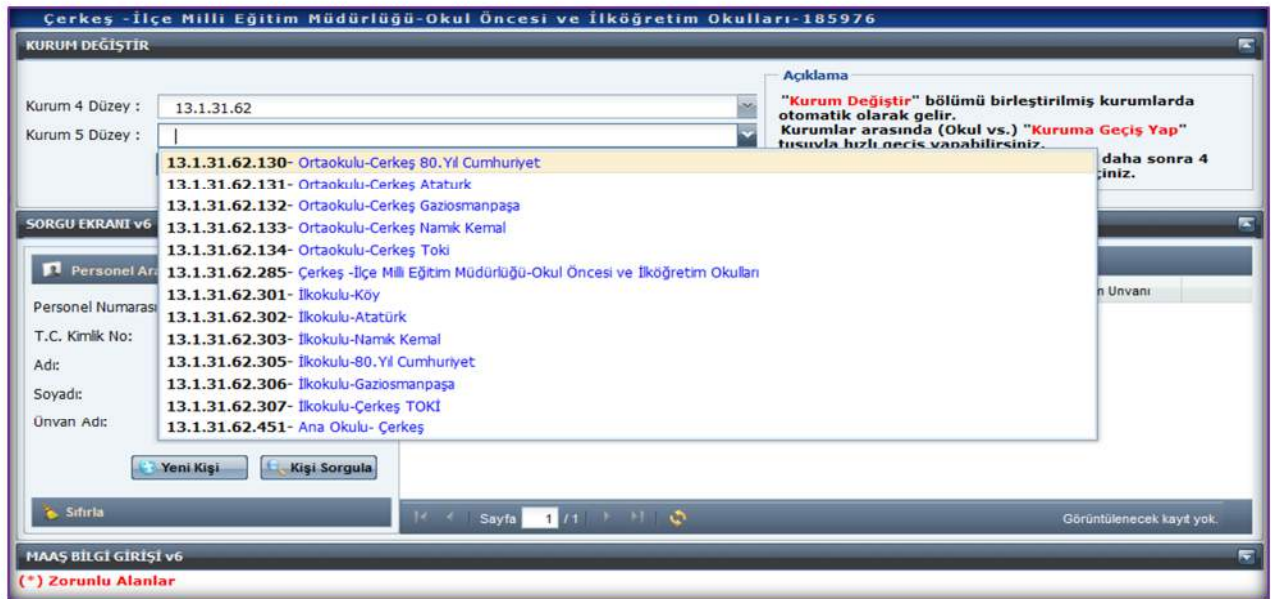 Çerkeş -İlçe Milli Eğitim Müdürlüğü-Okul Öncesi ve İlköğretim Okulları-185976
KURUM DEĞİŞTİR
Açıklama
Kurum 4 Düzey : 13.1.31.62
"Kurum Değiştir" bölümü birleştirilmiş kurumlarda
otomatik olarak gelir.
Kurum 5 Düzey :
Kurumlar arasında (Okul vs.) "Kuruma Geçiş Yap"
tuşuyla hızlı geçiş yapabilirsiniz.
daha sonra 4
13.1.31.62.130- Ortaokulu-Cerkeş 80.Yıl Cumhuriyet
13.1.31.62.131- Ortaokulu-Cerkeş Ataturk
13.1.31.62.132- Ortaokulu-Cerkeş Gaziosmanpaşa
13.1.31.62.133- Ortaokulu-Cerkeş Namık Kemal
13.1.31.62.134- Ortaokulu-Cerkeş Toki
13.1.31.62.285- Çerkeş -İlçe Milli Eğitim Müdürlüğü-Okul Öncesi ve İlköğretim Okulları
13.1.31.62.301- İlkokulu-Köy
13.1.31.62.302- İlkokulu-Atatürk
13.1.31.62.303- İlkokulu-Namık Kemal
13.1.31.62.305- İlkokulu-80.Yıl Cumhuriyet
13.1.31.62.306- İlkokulu-Gaziosmanpaşa
13.1.31.62.307- İlkokulu-Çerkeş TOKİ
13.1.31.62.451- Ana Okulu- Çerkeş
SORGU EKRANI v6
Personel Ara
Unvanı
Personel Numarası
T.C. Kimlik No:
Adı:
Soyadı:
Ünvan Adı:
Yeni Kişi Kişi Sorgula
Sıfırla
Sayfa 1 /1
Görüntülenecek kayıt yok.
MAAŞ BİLGİ GİRİŞİ v6
(*) Zorunlu Alanlar